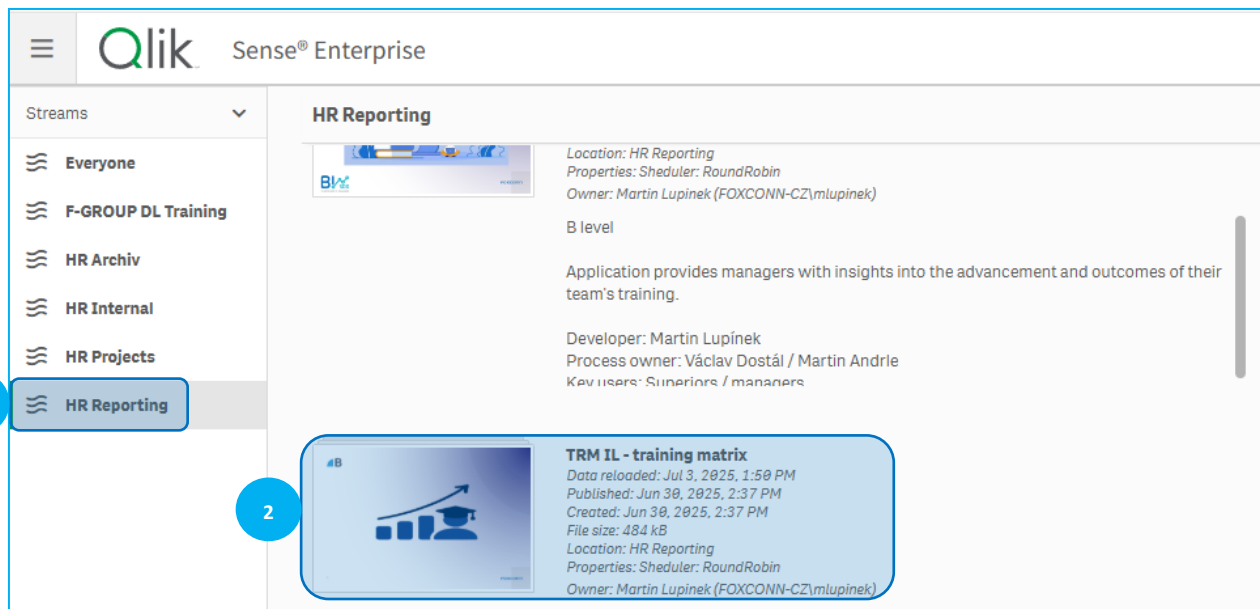 Qlik Sense® Enterprise
Streams
Everyone
F-GROUP DL Training
HR Archiv
HR Internal
HR Projects
HR Reporting
HR Reporting
BI
Location: HR Reporting
Properties: Sheduler: RoundRobin
Owner: Martin Lupinek (FOXCONN-CZ\mlupinek)
B level
Application provides managers with insights into the advancement and outcomes of their
team's training.
Developer: Martin Lupínek
Process owner: Václav Dostál / Martin Andrle
Key users: Superiors / managers
2
B
TRM IL - training matrix
Data reloaded: Jul 3, 2025, 1:50 PM
Published: Jun 30, 2025, 2:37 PM
Created: Jun 30, 2025, 2:37 PM
File size: 484 kB
Location: HR Reporting
Properties: Sheduler: RoundRobin
Owner: Martin Lupinek (FOXCONN-CZ\mlupinek)